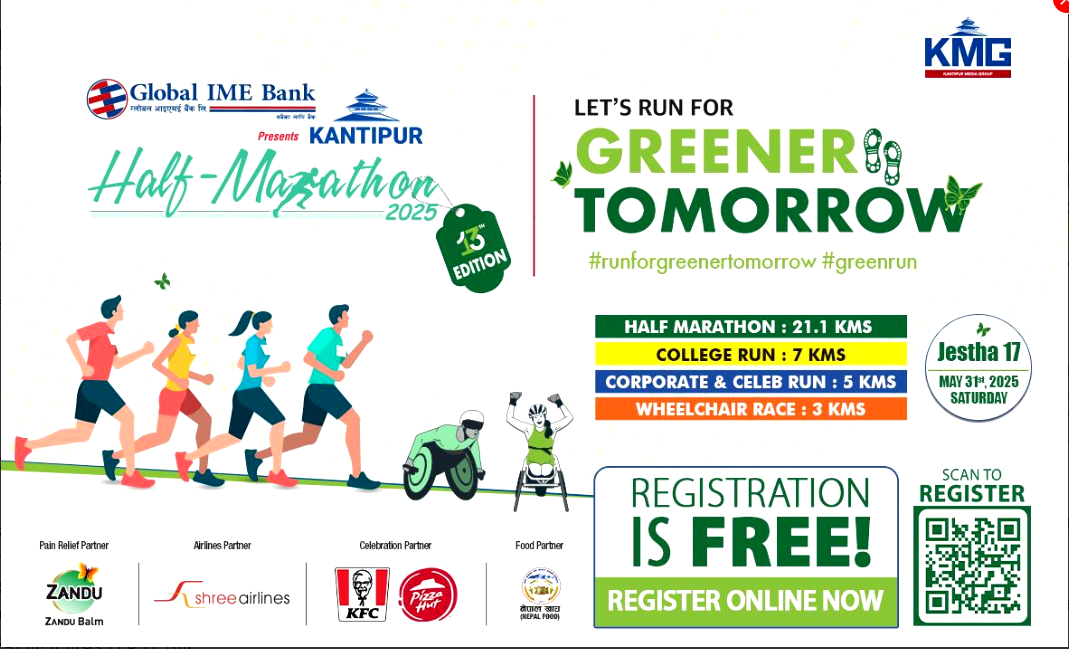 KMG
KANTIPUR MEDIA GROUP
Global IME Bank
ग्लोबल आइएमई बैंक लि.
सबैका लागि बैंक
Presents KANTIPUR
Half-Marathon
2025
13TH
EDITION
LET'S RUN FOR
GREENER
TOMORROW
#runforgreenertomorrow #greenrun
HALF MARATHON : 21.1 KMS
COLLEGE RUN : 7 KMS
CORPORATE & CELEB RUN : 5 KMS
WHEELCHAIR RACE : 3 KMS
Jestha 17
MAY 31st, 2025
SATURDAY
REGISTRATION
IS FREE!
REGISTER ONLINE NOW
SCAN TO
REGISTER
Pain Relief Partner
ZANDU
ZANDU Balm
Airlines Partner
shreeairlines
Celebration Partner
KFC
Pizza
Hut
Food Partner
नेपाल खाद्य
(NEPAL FOOD)